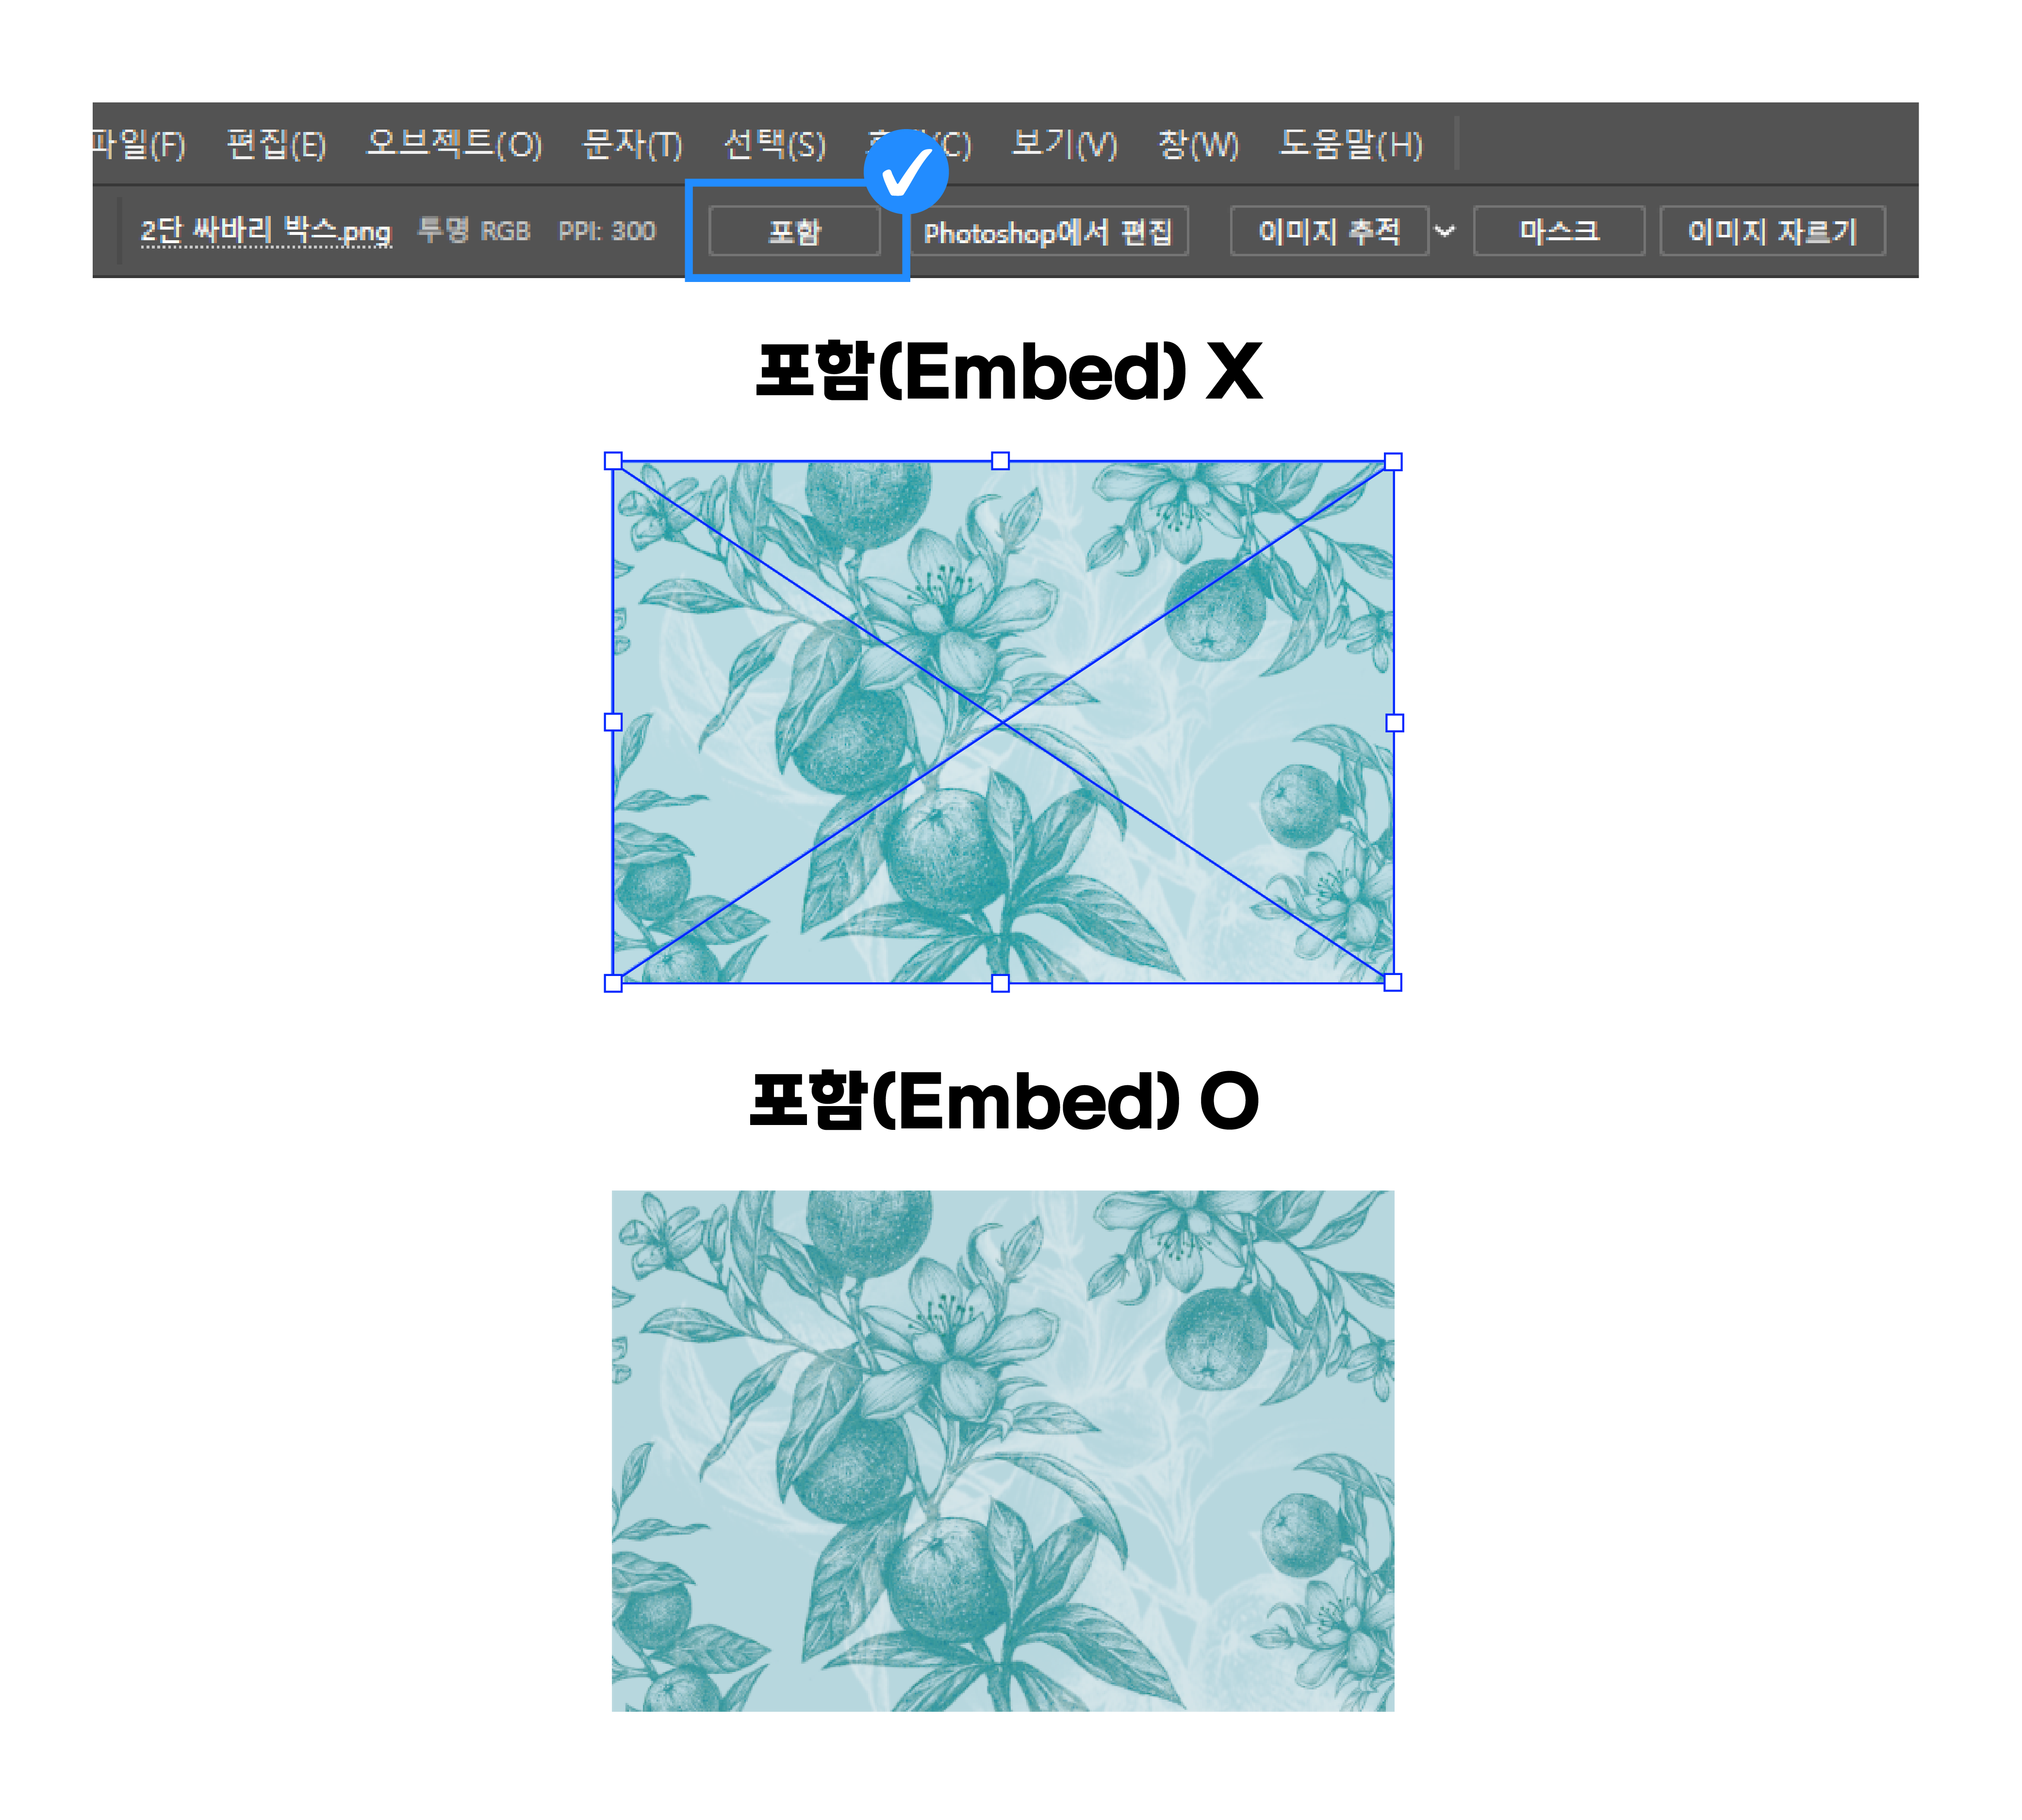 파일(F) 편집(E) 오브젝트(O) 문자(T) 선택(S) (C) 보기(V) 창(W) 도움말(H)
2단 싸바리 박스.png 투명 RGB PPI: 300 포함 Photoshop에서 편집 이미지 추적 마스크 이미지 자르기
포함(Embed) X
포함(Embed) O